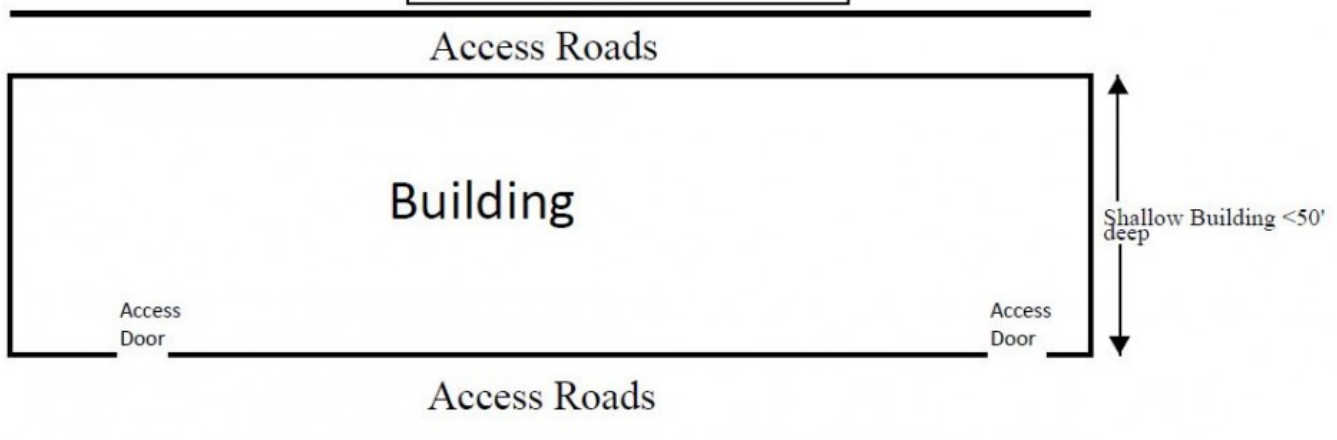 Access Roads
Building
Shallow Building <50'
deep
Access
Door
Access
Door
Access Roads